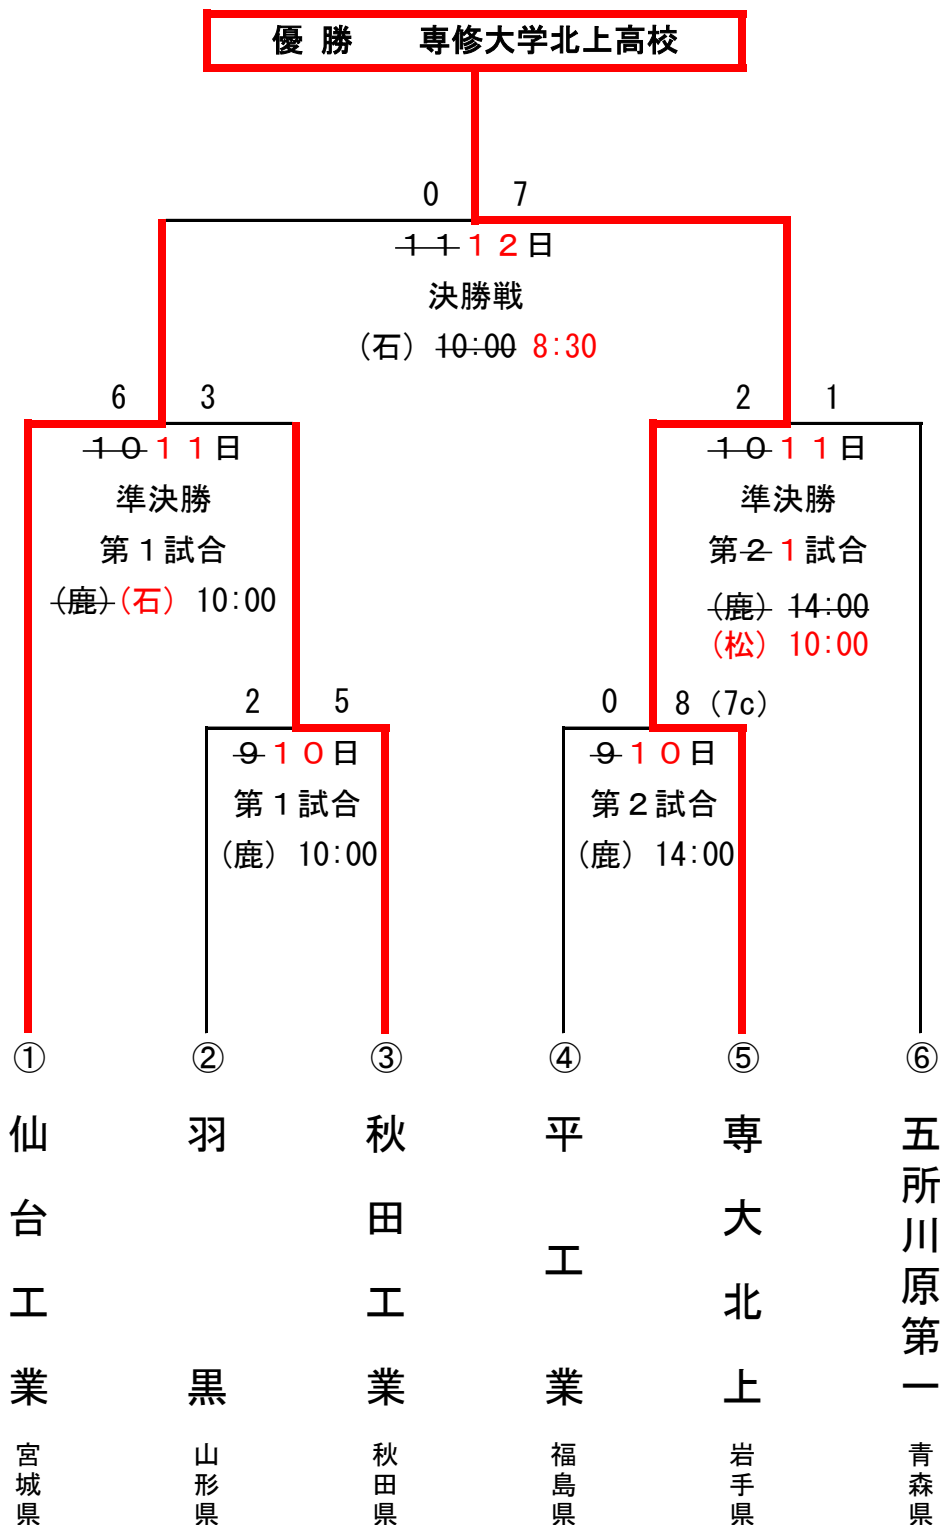 優 勝　　専修大学北上高校
0 7
１１１２日
決勝戦
（石）10:00 8:30
6 3
2 1
１０１１日
準決勝
第１試合
（鹿）（石）10:00
１０１１日
準決勝
第２１試合
（鹿）14:00
（松）10:00
2 5
0 8（7c）
９１０日
第１試合
（鹿）10:00
９１０日
第２試合
（鹿）14:00
① ② ③ ④ ⑤ ⑥
仙台工業
羽黒
秋田工業
平工業
専大北上
五所川原第一
宮城県
山形県
秋田県
福島県
岩手県
青森県